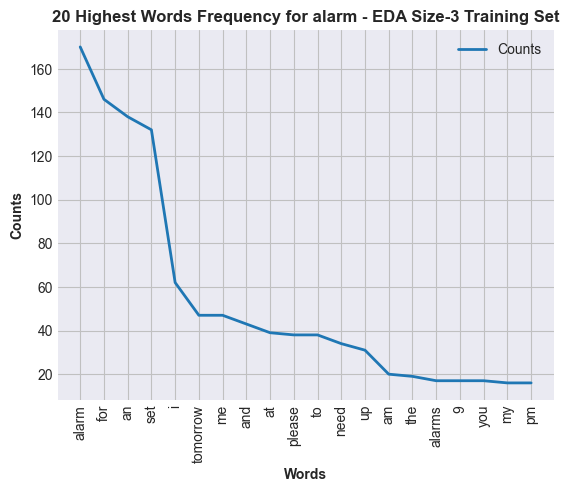 20 Highest Words Frequency for alarm - EDA Size-3 Training Set
Counts
160
140
120
100
80
60
40
20
Counts
alarm
for
an
set
i
tomorrow
me
and
at
please
to
need
up
am
the
alarms
9
you
my
pm
Words